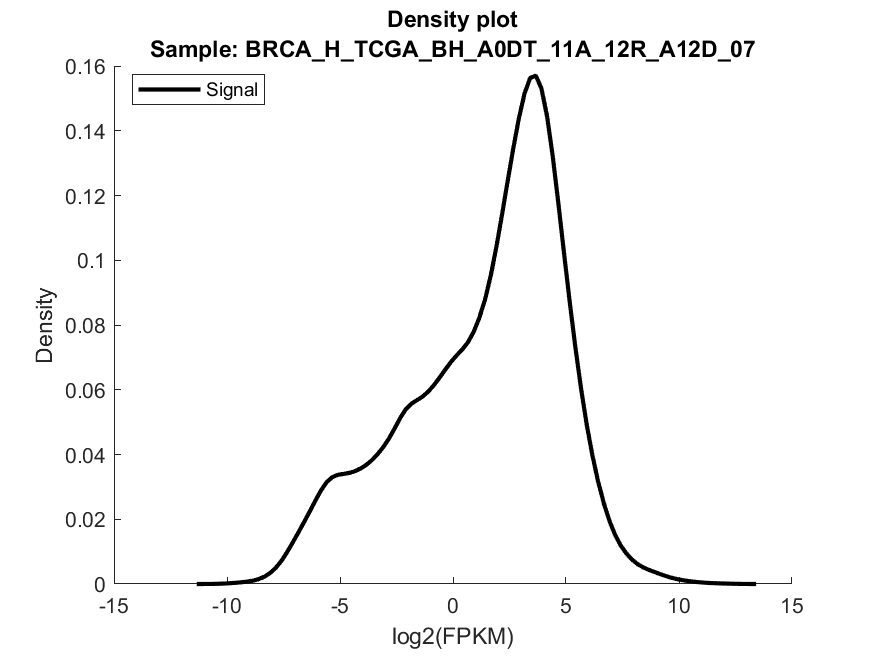 Density plot
Sample: BRCA_H_TCGA_BH_A0DT_11A_12R_A12D_07
Signal
0.16
0.14
0.12
0.1
0.08
0.06
0.04
0.02
0
Density
-15 -10 -5 0 5 10 15
log2(FPKM)